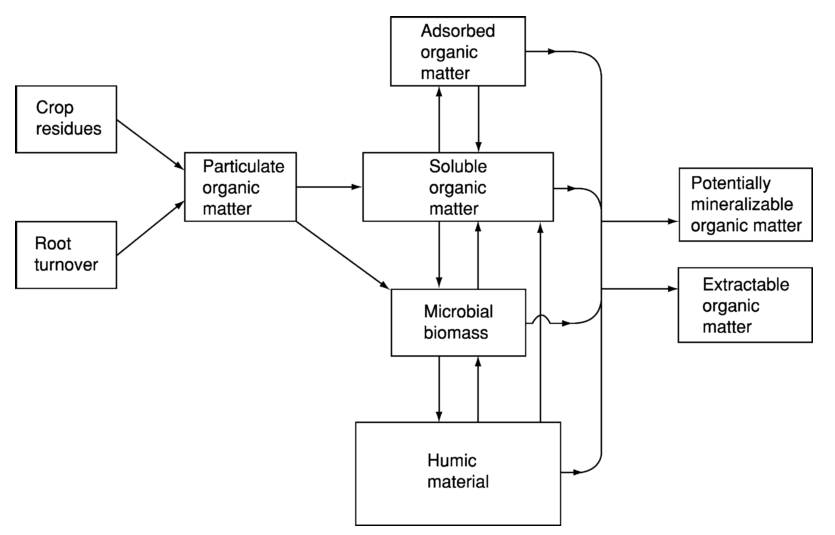 Adsorbed
organic
matter
Crop
residues
Particulate
organic
matter
Soluble
organic
matter
Potentially
mineralizable
organic matter
Root
turnover
Extractable
organic
matter
Microbial
biomass
Humic
material